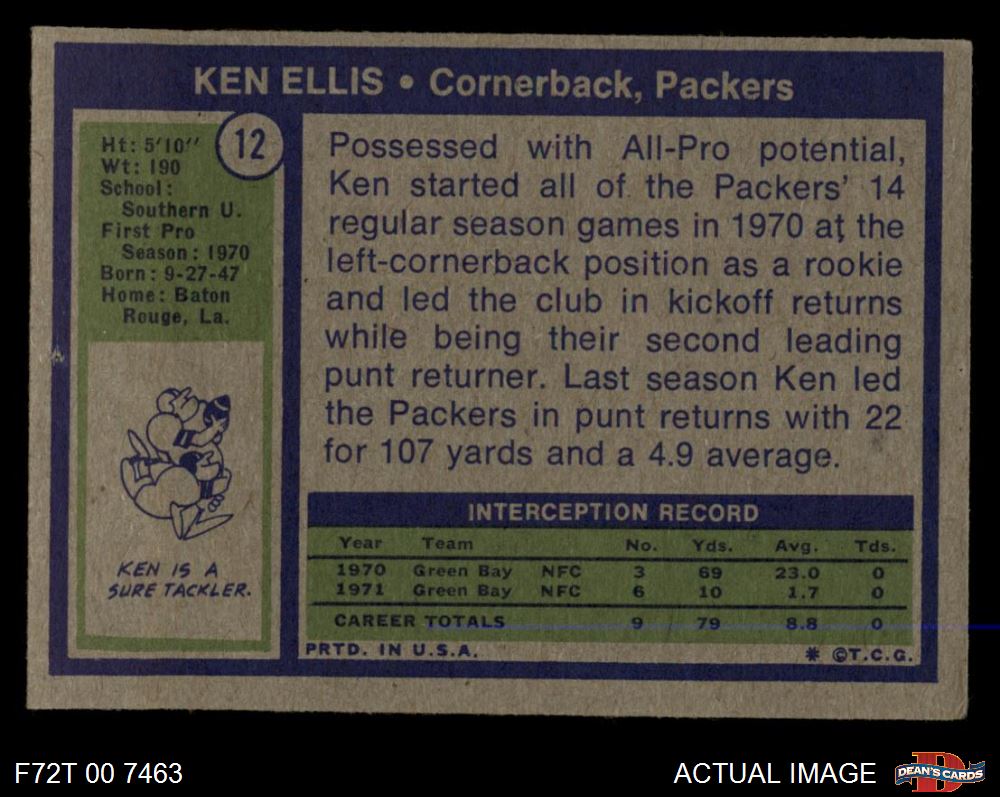 KEN ELLIS • Cornerback, Packers
12
Ht: 5'10"
Wt: 190
School:
Southern U.
First Pro
Season: 1970
Born: 9-27-47
Home: Baton
Rouge, La.
KEN IS A
SURE TACKLER.
Possessed with All-Pro potential,
Ken started all of the Packers' 14
regular season games in 1970 at the
left-cornerback position as a rookie
and led the club in kickoff returns
while being their second leading
punt returner. Last season Ken led
the Packers in punt returns with 22
for 107 yards and a 4.9 average.
INTERCEPTION RECORD
Year Team No. Yds. Avg. Tds.
1970 Green Bay NFC 3 69 23.0 0
1971 Green Bay NFC 6 10 1.7 0
CAREER TOTALS 9 79 8.8 0
PRTD. IN U.S.A. * ©T.C.G.
F72T 00 7463
ACTUAL IMAGE
D
DEAN'S CARDS